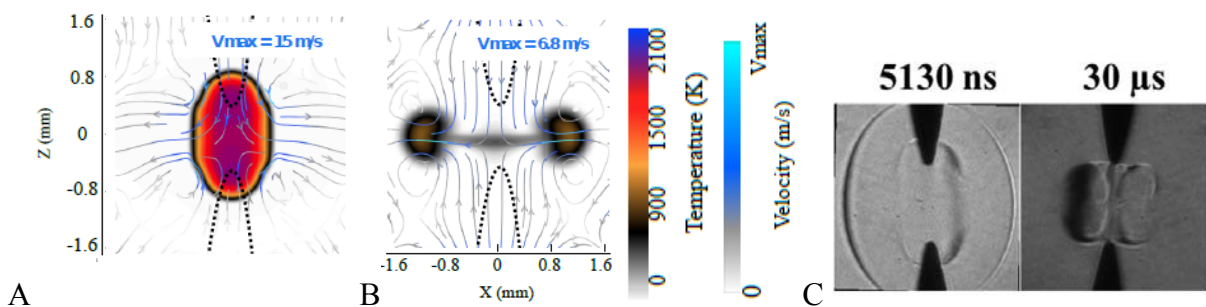 1.6
0.8
0
-0.8
-1.6
Z (mm)
Vmax = 15 m/s
A
Vmax = 6.8 m/s
-1.6 -0.8 0 0.8 1.6
X (mm)
B
2100
1500
900
0
Temperature (K)
Vmax
0
Velocity (m/s)
5130 ns
30 µs
C